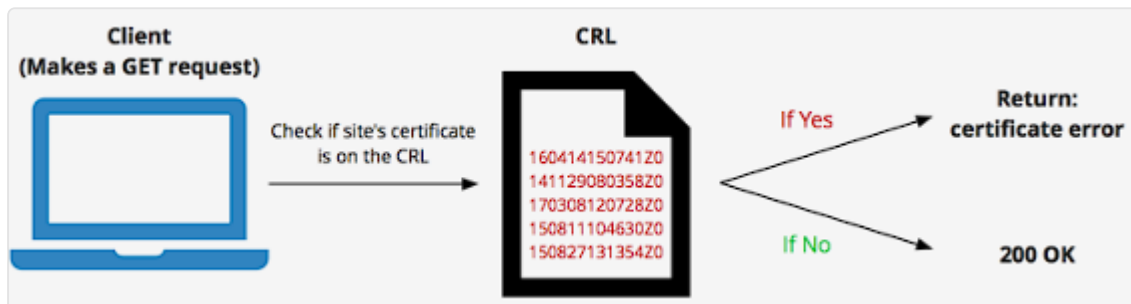 Client
(Makes a GET request)
Check if site's certificate
is on the CRL
CRL
160414150741Z0
141129080358Z0
170308120728Z0
150811104630Z0
150827131354Z0
If Yes
Return:
certificate error
If No
200 OK